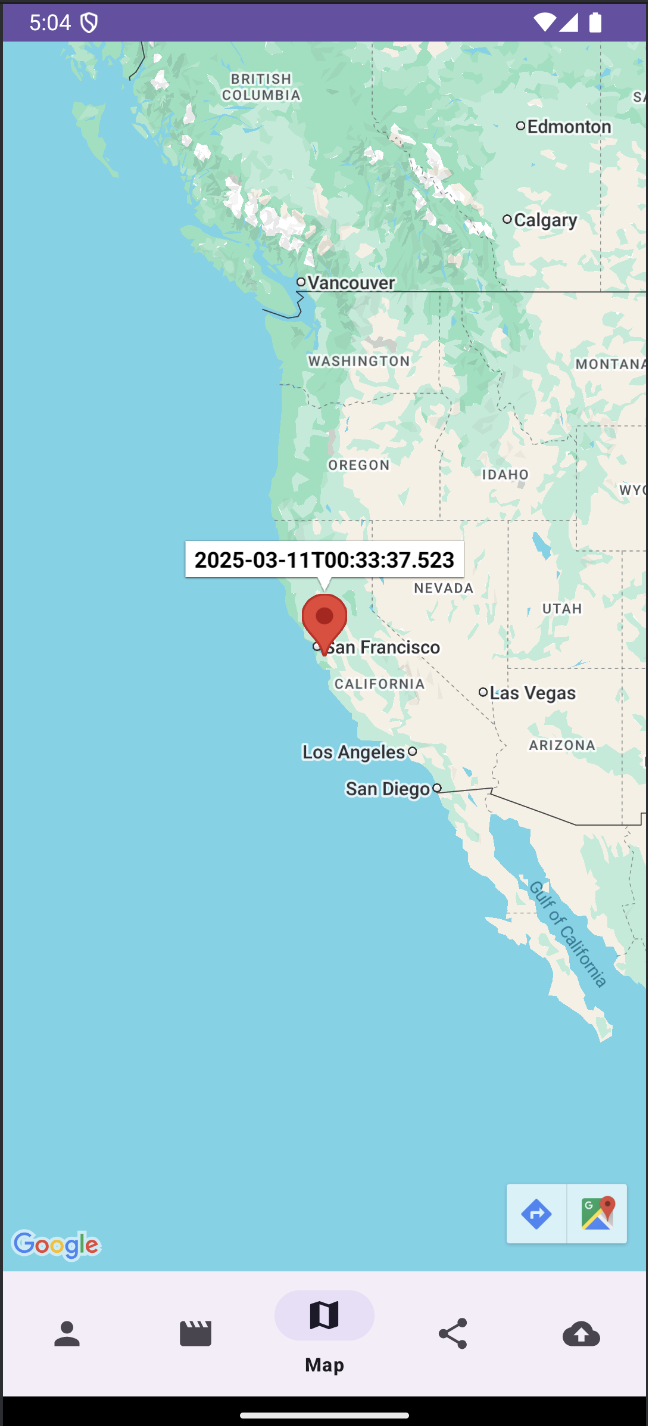 5:04
BRITISH
COLUMBIA
SA
Edmonton
Calgary
Vancouver
WASHINGTON
MONTANA
OREGON
IDAHO
WYO
2025-03-11T00:33:37.523
NEVADA
UTAH
San Francisco
CALIFORNIA
Las Vegas
Los Angeles
ARIZONA
San Diego
Gulf of California
G
Google
Map